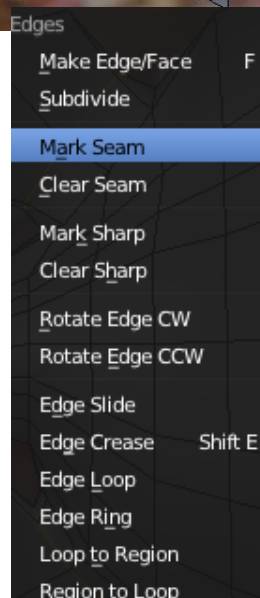 Edges
Make Edge/Face F
Subdivide
Mark Seam
Clear Seam
Mark Sharp
Clear Sharp
Rotate Edge CW
Rotate Edge CCW
Edge Slide
Edge Crease Shift E
Edge Loop
Edge Ring
Loop to Region
Region to Loop